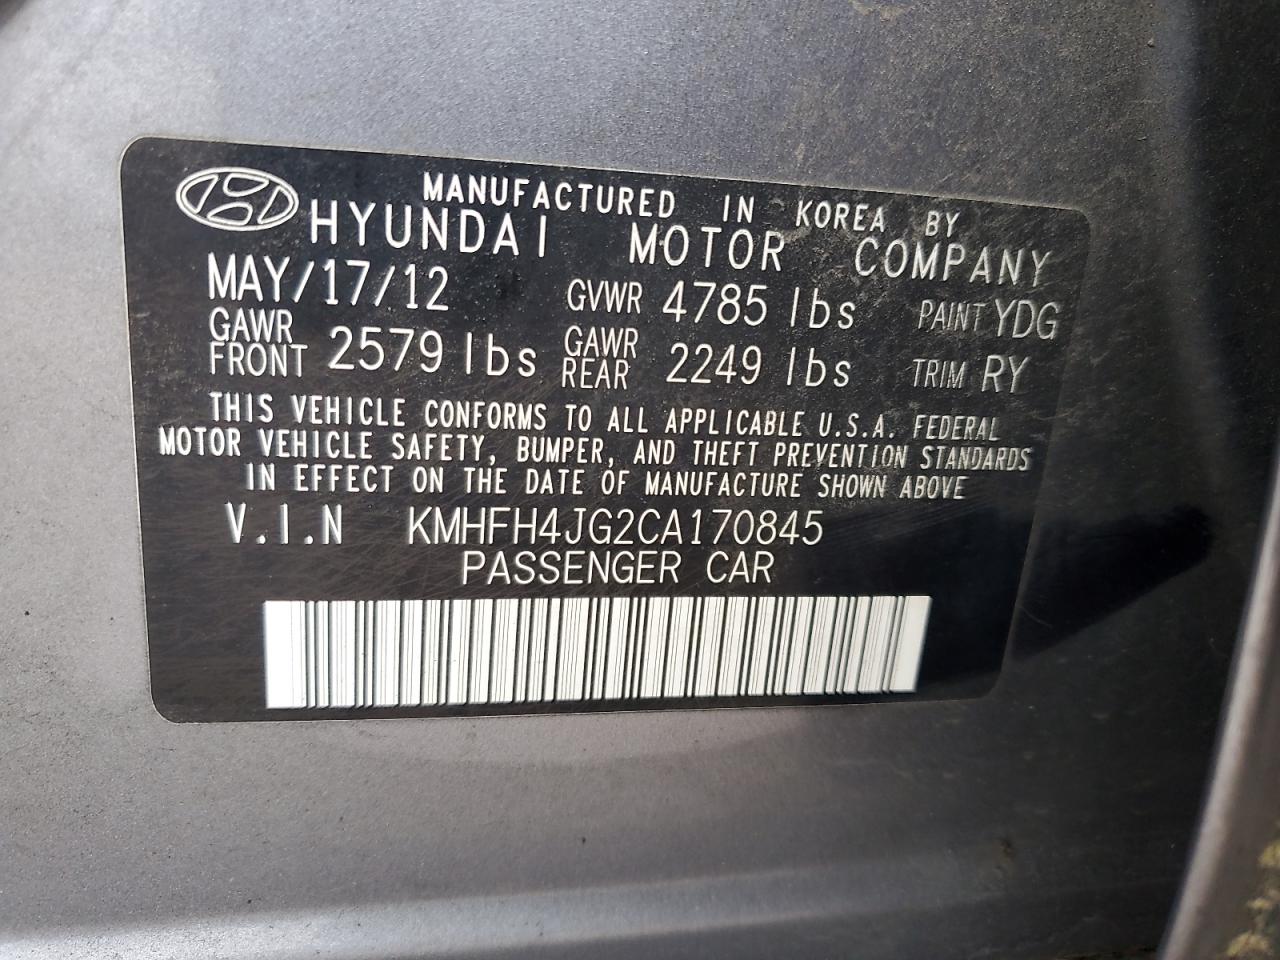 MANUFACTURED IN KOREA BY
HYUNDAI MOTOR COMPANY
MAY/17/12 GVWR 4785 lbs PAINT YDG
GAWR FRONT 2579 lbs GAWR REAR 2249 lbs TRIM RY
THIS VEHICLE CONFORMS TO ALL APPLICABLE U.S.A. FEDERAL
MOTOR VEHICLE SAFETY, BUMPER, AND THEFT PREVENTION STANDARDS
IN EFFECT ON THE DATE OF MANUFACTURE SHOWN ABOVE
V.I.N KMHFH4JG2CA170845
PASSENGER CAR